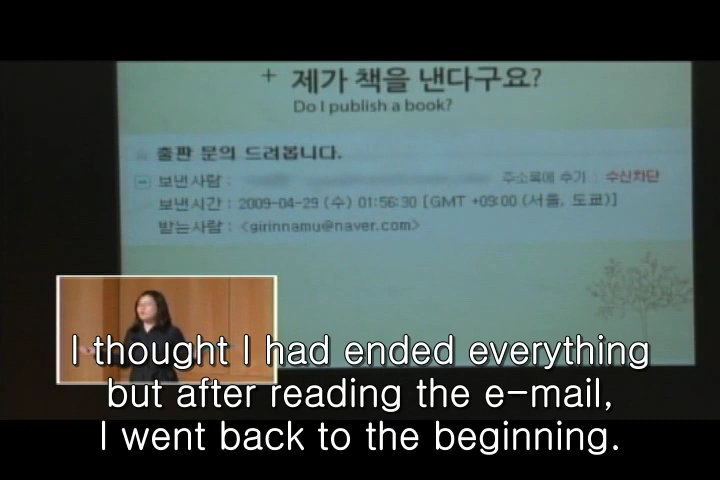 + 제가 책을 낸다구요?
Do I publish a book?
☆ 출판 문의 드려봅니다.
보낸사람 : 주소록에 추가 | 수신차단
보낸시간 : 2009-04-29 (수) 01:56:30 [GMT +09:00 (서울, 도쿄)]
받는사람 : <girinnamu@naver.com>
I thought I had ended everything
but after reading the e-mail,
I went back to the beginning.